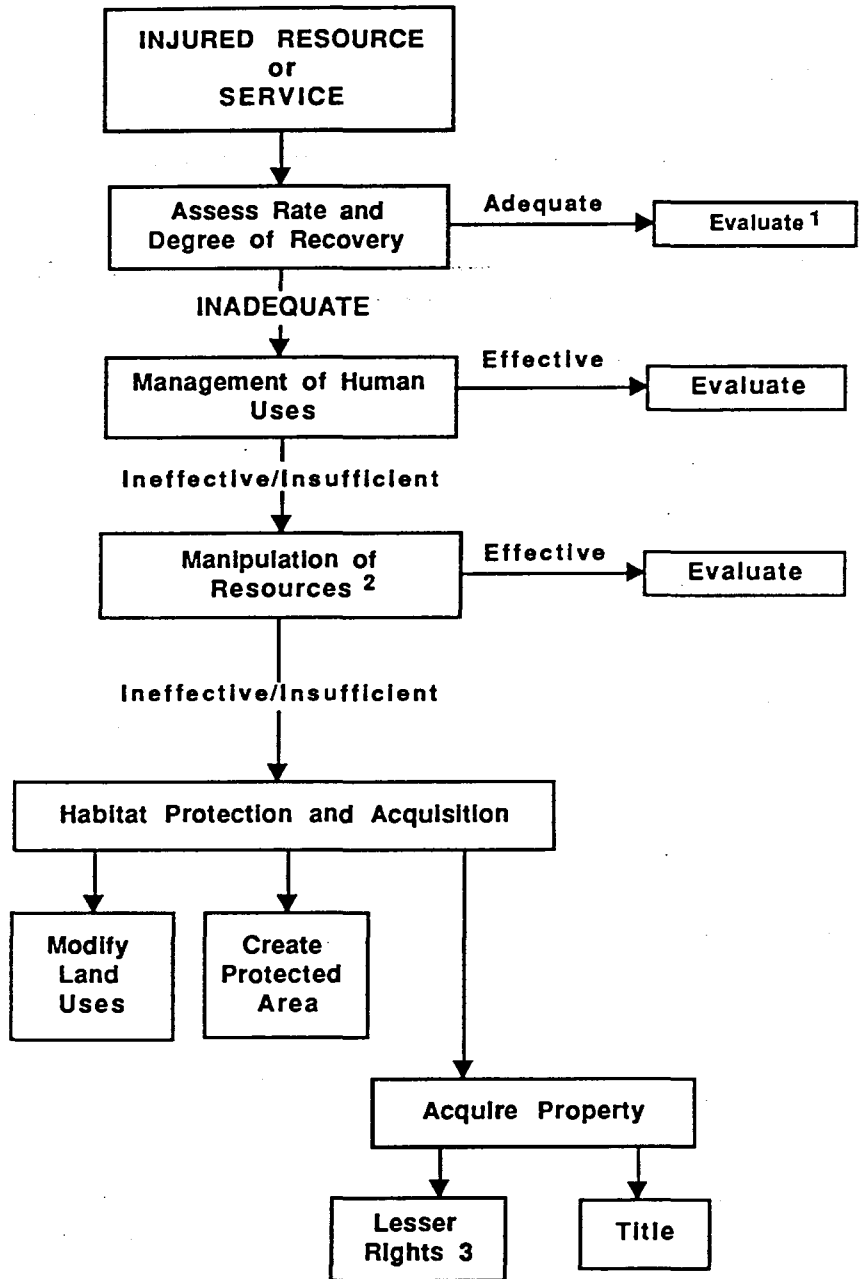 INJURED RESOURCE
or
SERVICE
Assess Rate and
Degree of Recovery
Adequate
Evaluate 1
INADEQUATE
Management of Human
Uses
Effective
Evaluate
Ineffective/Insufficient
Manipulation of
Resources 2
Effective
Evaluate
Ineffective/Insufficient
Habitat Protection and Acquisition
Modify
Land
Uses
Create
Protected
Area
Acquire Property
Lesser
Rights 3
Title